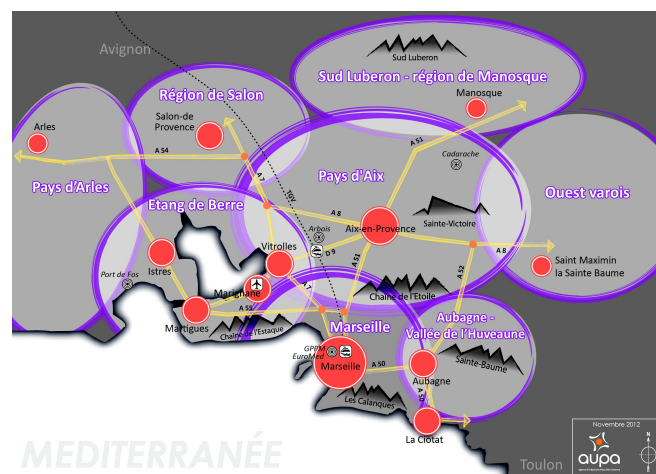 Avignon
Sud Luberon
Sud Luberon - région de Manosque
Manosque
Région de Salon
Salon-de
Provence
Arles
A 54
A 7
TGV
A 51
Cadarache
Pays d'Arles
Pays d'Aix
Ouest varois
Etang de Berre
A 8
Arbois
Aix-en-Provence
Sainte-Victoire
Vitrolles
D 9
A 8
Istres
Port de Fos
Marignane
A 7
A 51
A 52
Saint Maximin
la Sainte Baume
Chaine de l'Etoile
Martigues
A 55
Chaine de l'Estaque
Marseille
Aubagne -
Vallée de l'Huveaune
GPPM
EuroMed
Marseille
A 50
Aubagne
Sainte-Baume
Les Calanques
A 50
La Ciotat
Novembre 2012
aupa
N
S
MEDITERRANÉE
Toulon